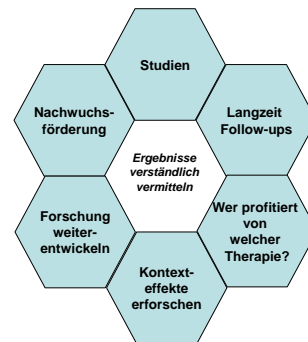 Studien
Nachwuchs-
förderung
Langzeit
Follow-ups
Ergebnisse
verständlich
vermitteln
Forschung
weiter-
entwickeln
Wer profitiert
von
welcher
Therapie?
Kontext-
effekte
erforschen